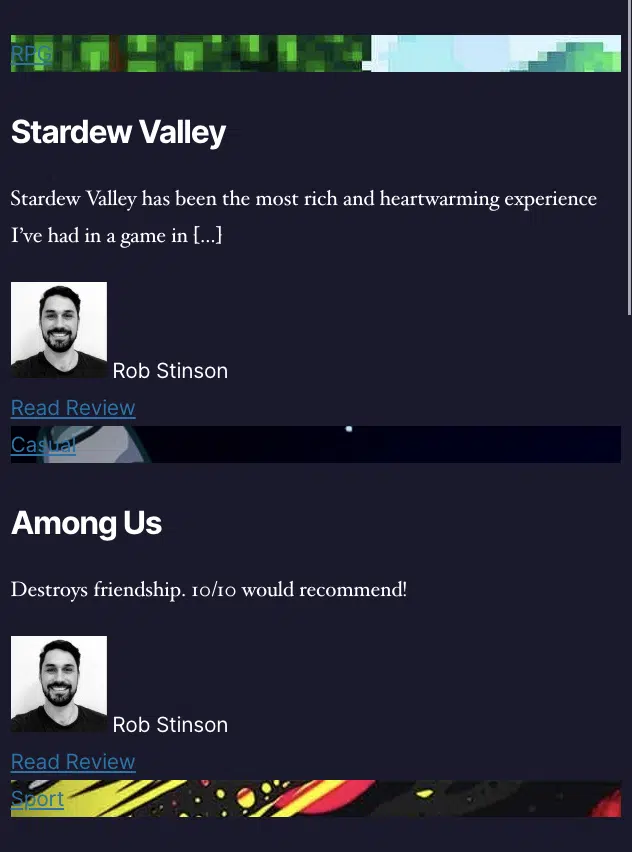 RPG
Stardew Valley
Stardew Valley has been the most rich and heartwarming experience
I’ve had in a game in [...]
Rob Stinson
Read Review
Casual
Among Us
Destroys friendship. 10/10 would recommend!
Rob Stinson
Read Review
Sport